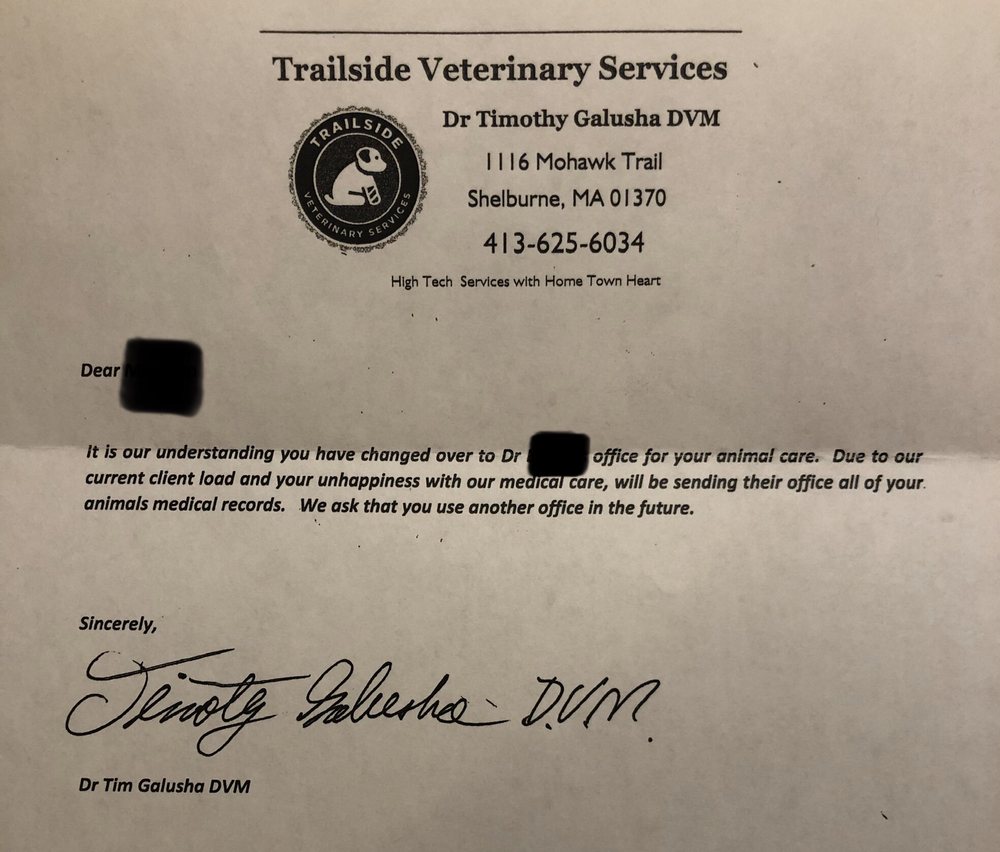 Trailside Veterinary Services
TRAILSIDE
VETERINARY SERVICES
Dr Timothy Galusha DVM
1116 Mohawk Trail
Shelburne, MA 01370
413-625-6034
High Tech Services with Home Town Heart
Dear
It is our understanding you have changed over to Dr office for your animal care. Due to our
current client load and your unhappiness with our medical care, will be sending their office all of your
animals medical records. We ask that you use another office in the future.
Sincerely,
Timoty Galusha D.V.M.
Dr Tim Galusha DVM